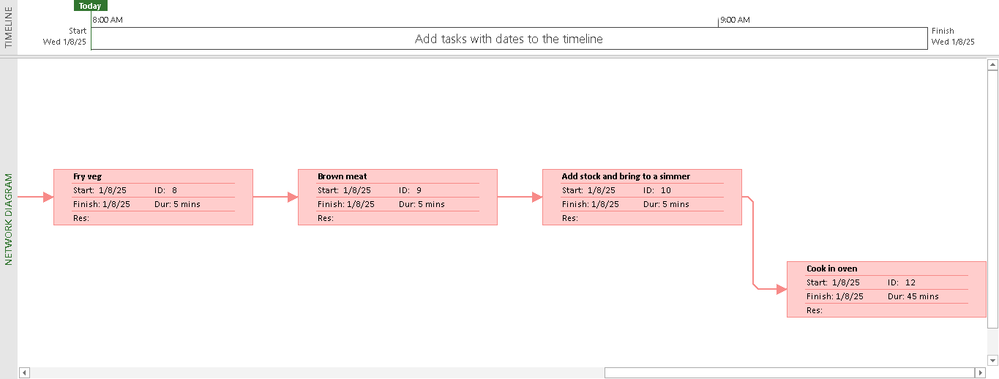 Today
TIMELINE
8:00 AM
9:00 AM
Start
Wed 1/8/25
Add tasks with dates to the timeline
Finish
Wed 1/8/25
NETWORK DIAGRAM
Fry veg
Start: 1/8/25 ID: 8
Finish: 1/8/25 Dur: 5 mins
Res:
Brown meat
Start: 1/8/25 ID: 9
Finish: 1/8/25 Dur: 5 mins
Res:
Add stock and bring to a simmer
Start: 1/8/25 ID: 10
Finish: 1/8/25 Dur: 5 mins
Res:
Cook in oven
Start: 1/8/25 ID: 12
Finish: 1/8/25 Dur: 45 mins
Res: